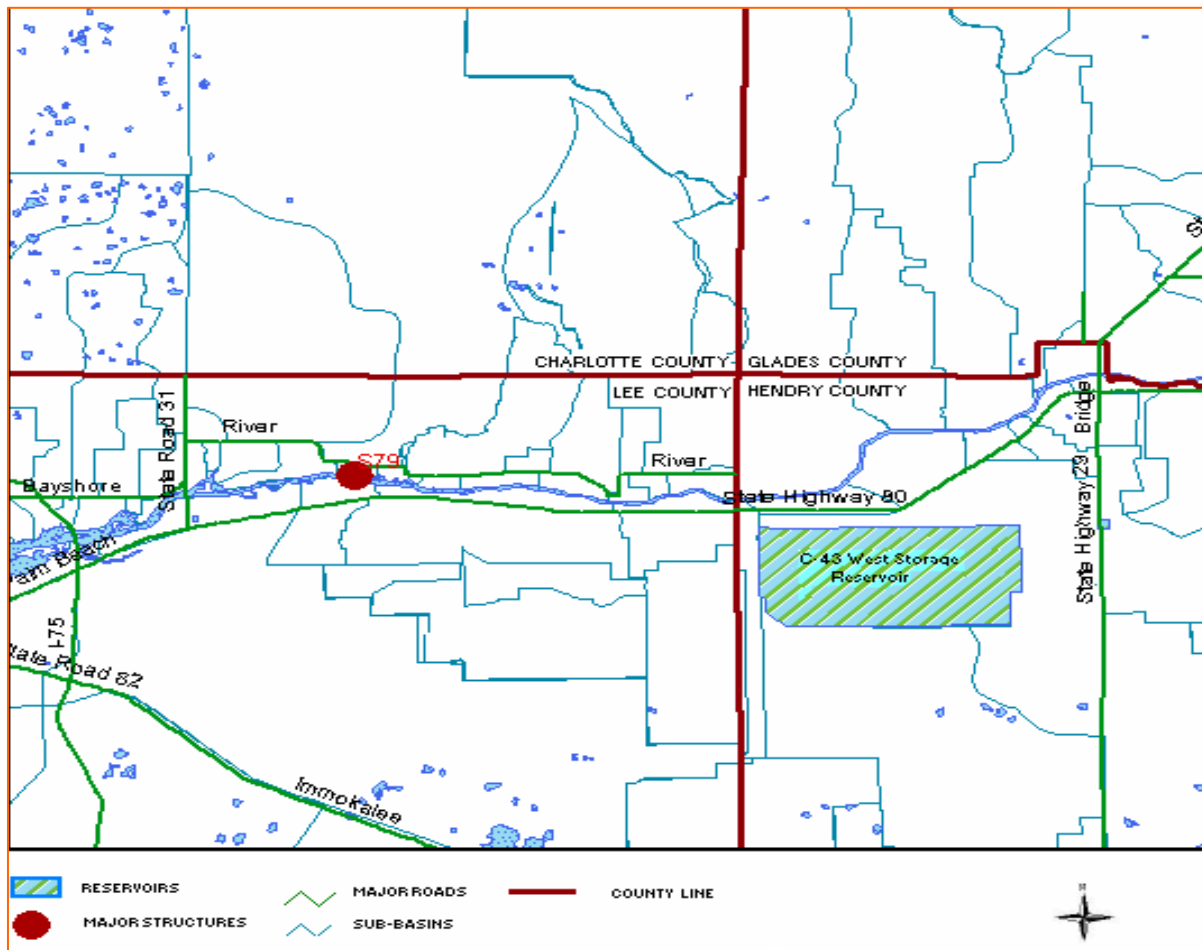 St
CHARLOTTE COUNTY
GLADES COUNTY
LEE COUNTY
HENDRY COUNTY
State Road 31
River
Bridge
S79
River
Bayshore
State Highway 80
State Highway 29
Palm Beach
C-43 West Storage
Reservoir
I-75
State Road 82
Immokalee
RESERVOIRS
MAJOR ROADS
COUNTY LINE
MAJOR STRUCTURES
SUB-BASINS